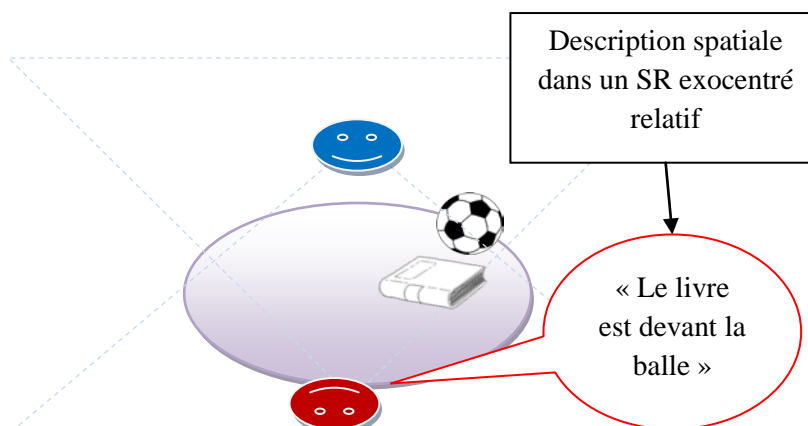 Description spatiale
dans un SR exocentré
relatif
« Le livre
est devant la
balle »